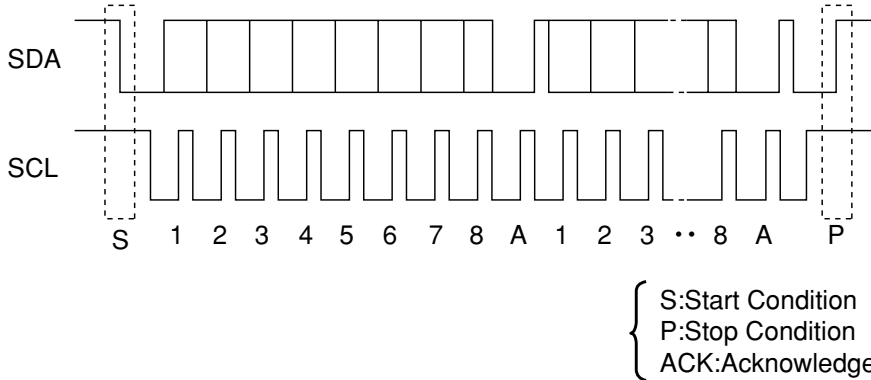 SDA
SCL
S 1 2 3 4 5 6 7 8 A 1 2 3 •• 8 A P
S:Start Condition
P:Stop Condition
ACK:Acknowledge